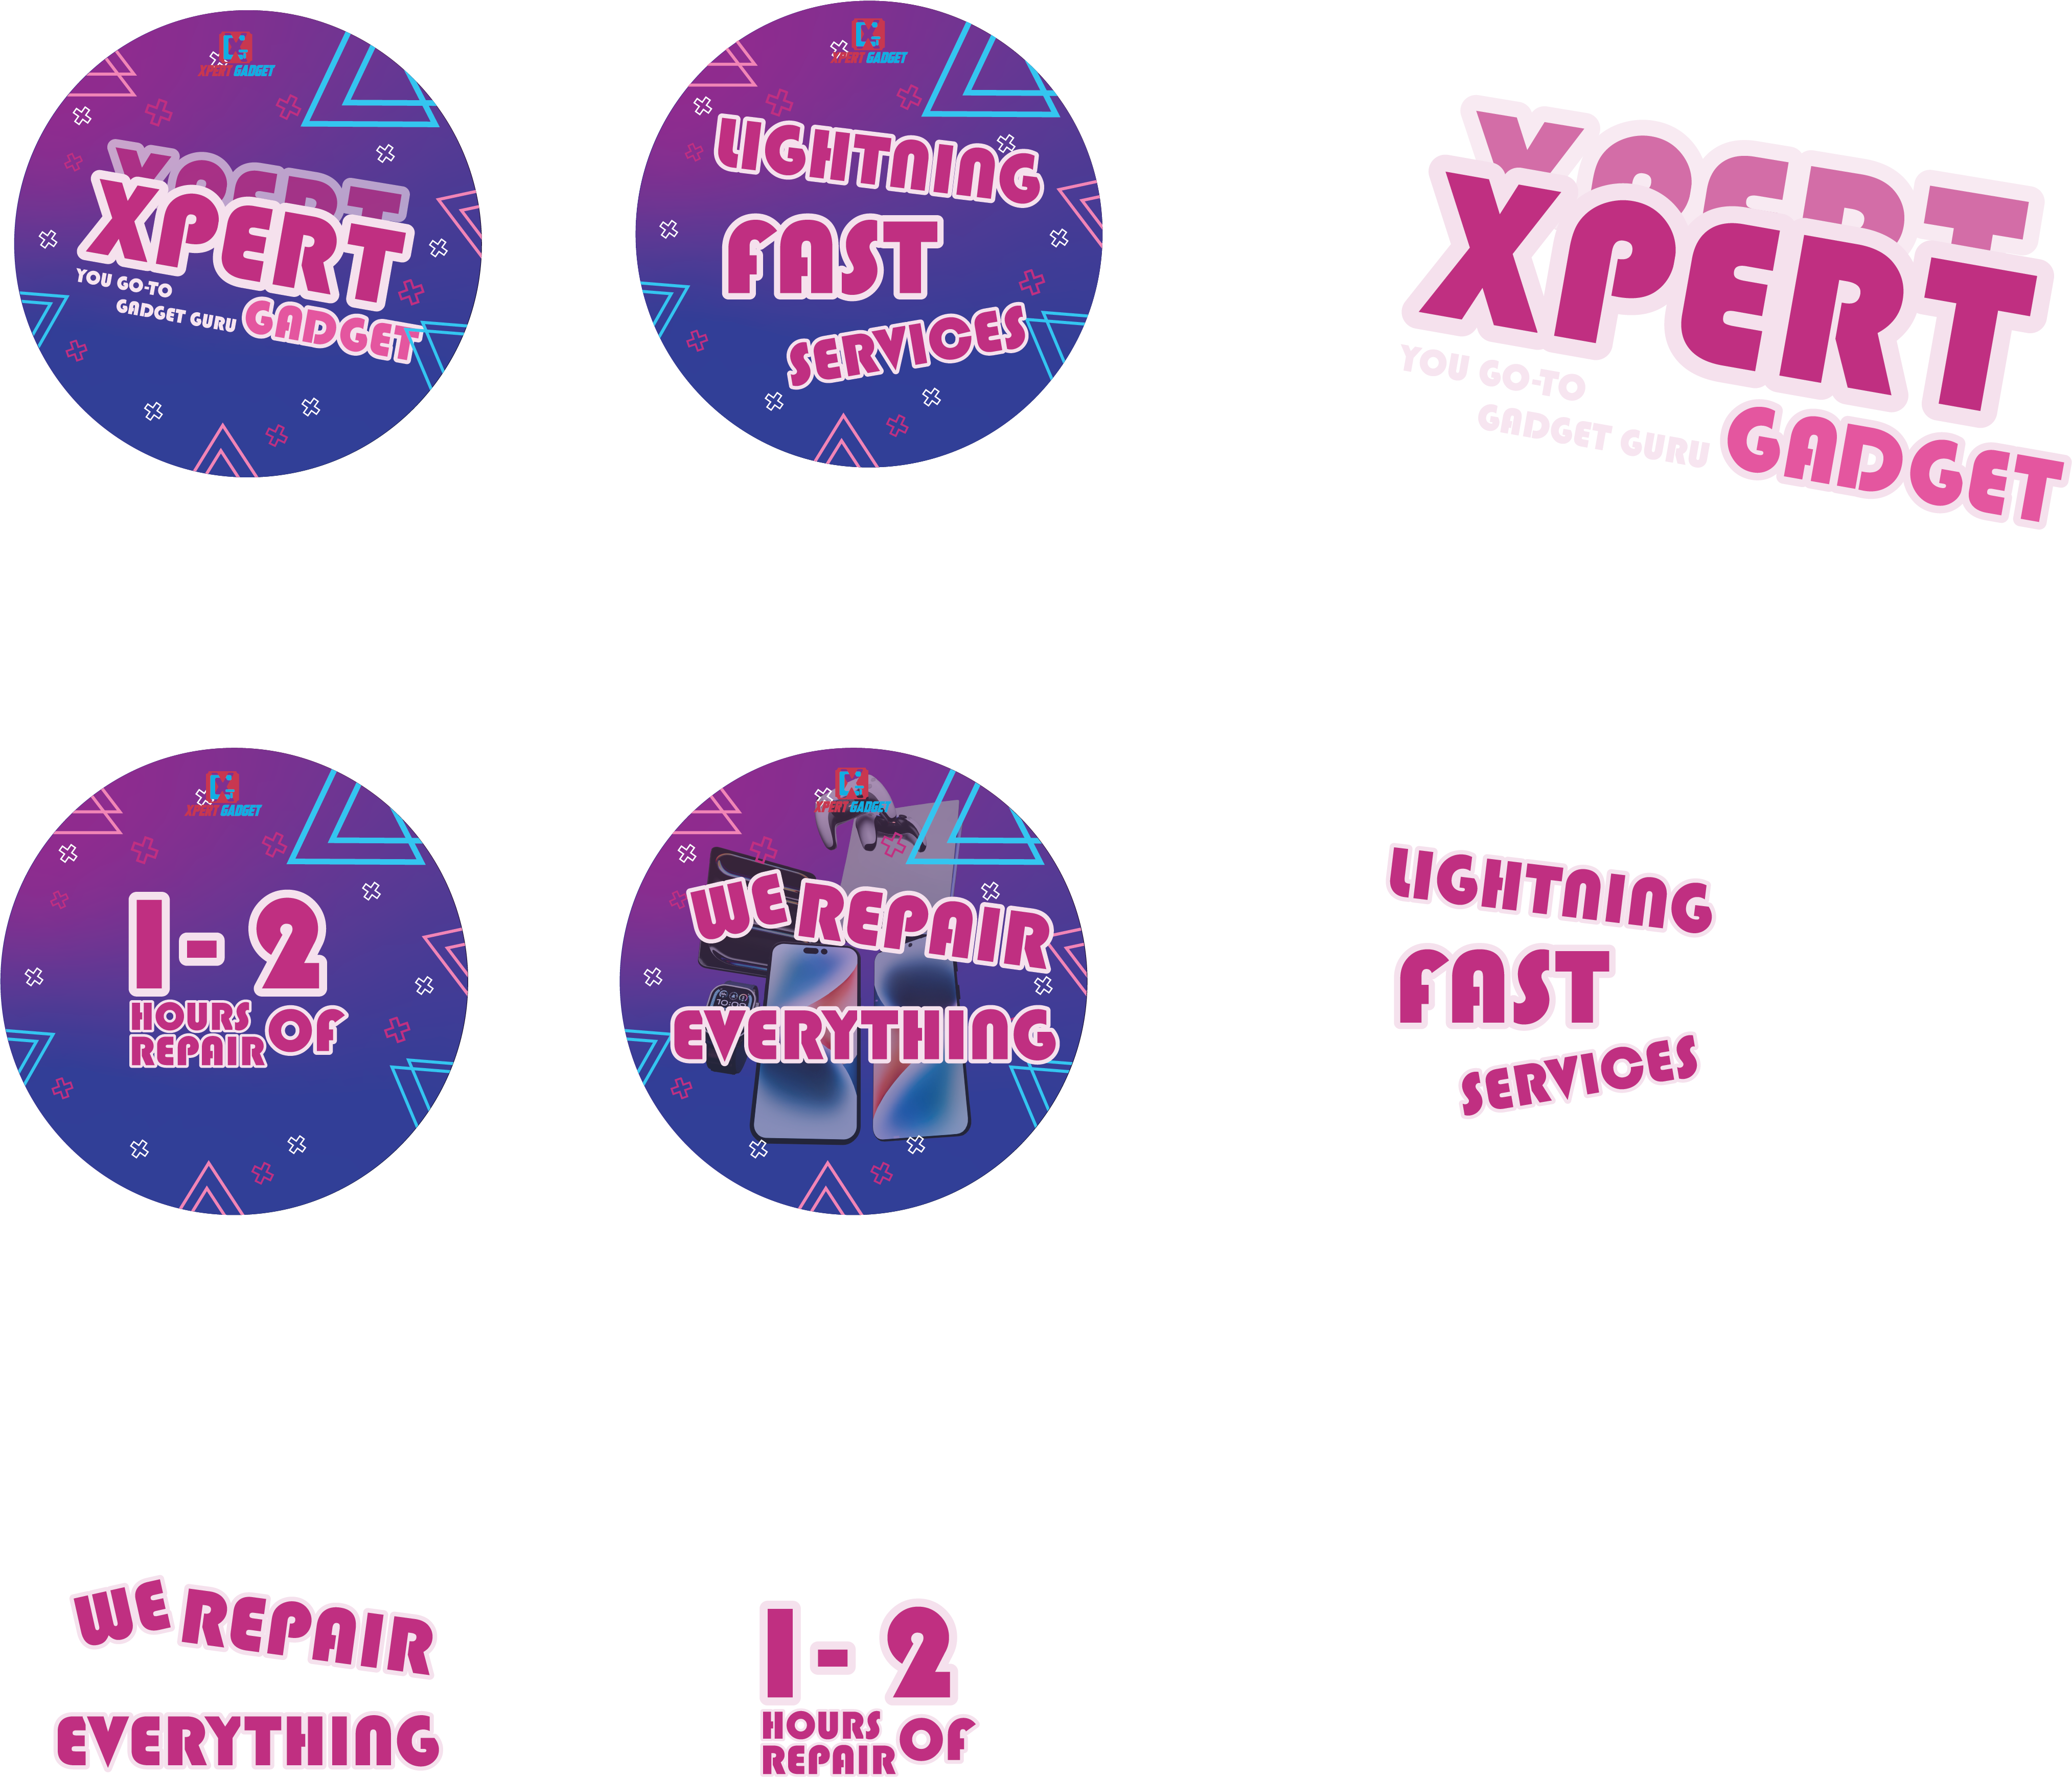 XPERT GADGET
XPERT
XPERT
YOU GO-TO
GADGET GURU
GADGET
XPERT GADGET
LIGHTNING
FAST
SERVICES
XPERT
XPERT
YOU GO-TO
GADGET GURU
GADGET
XPERT GADGET
1-2
HOURS
REPAIR
OF
XPERT GADGET
WE REPAIR
EVERYTHING
LIGHTNING
FAST
SERVICES
WE REPAIR
EVERYTHING
1-2
HOURS
REPAIR
OF